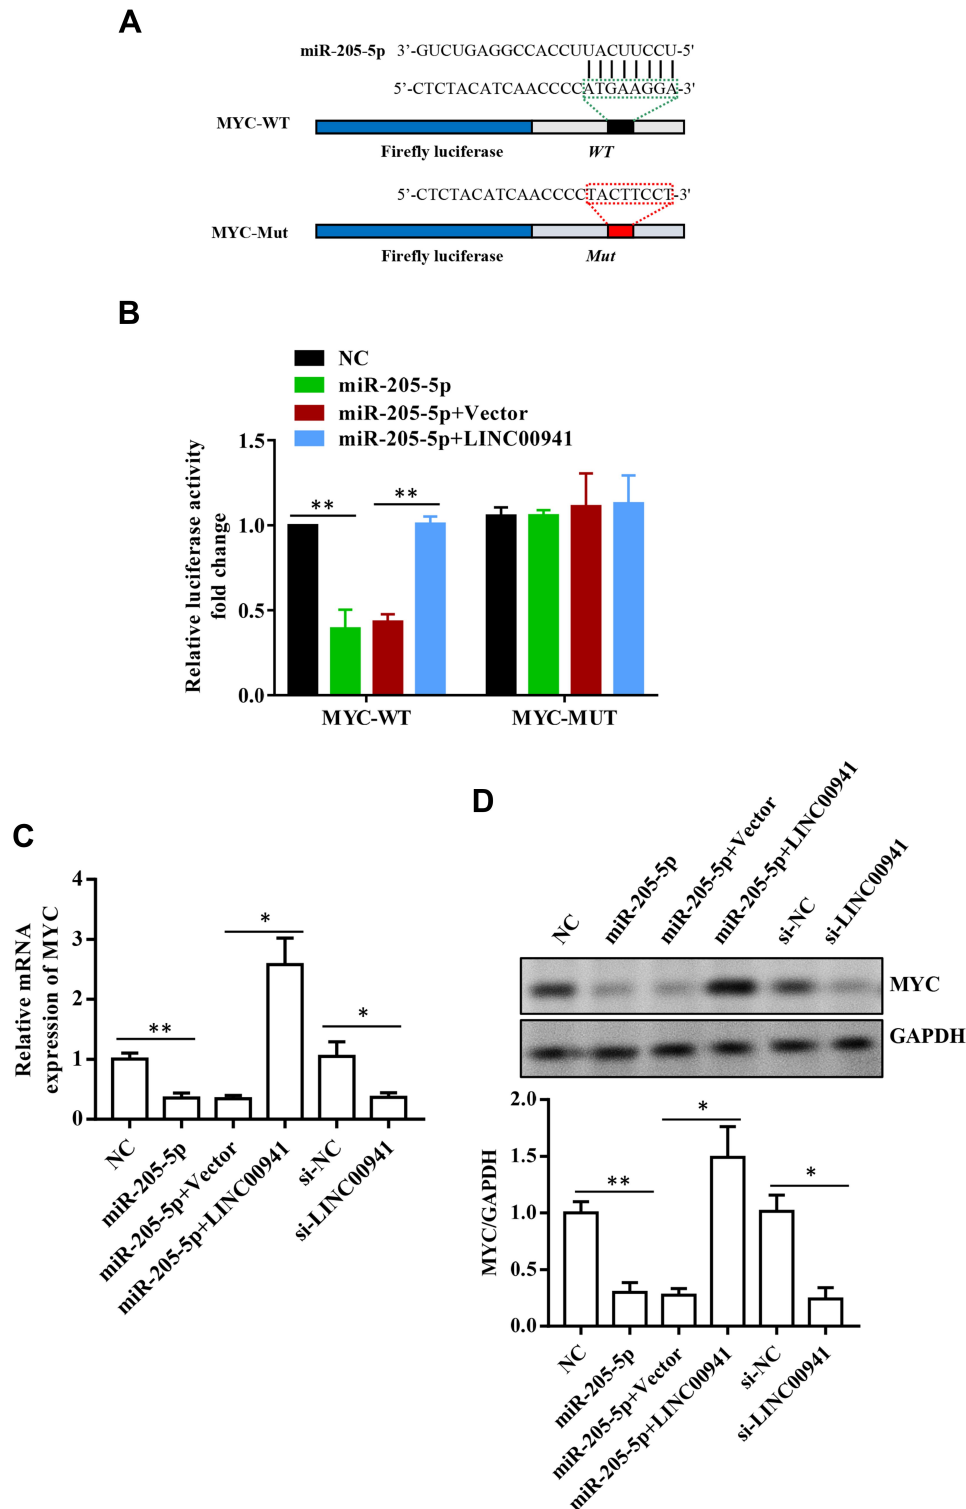 A
miR-205-5p 3'-GUCUGAGGCCACCUUACUUCCU-5'
5'-CTCTACATCAACCCCATGAAGGA-3'
MYC-WT
Firefly luciferase WT
5'-CTCTACATCAACCCCTACTTCCT-3'
MYC-Mut
Firefly luciferase Mut
B
NC
miR-205-5p
miR-205-5p+Vector
miR-205-5p+LINC00941
Relative luciferase activity
fold change
1.5
1.0
0.5
0.0
** **
MYC-WT MYC-MUT
C
Relative mRNA
expression of MYC
4
3
2
1
0
** * *
NC
miR-205-5p
miR-205-5p+Vector
miR-205-5p+LINC00941
si-NC
si-LINC00941
D
NC
miR-205-5p
miR-205-5p+Vector
miR-205-5p+LINC00941
si-NC
si-LINC00941
MYC
GAPDH
MYC/GAPDH
2.0
1.5
1.0
0.5
0.0
** * *
NC
miR-205-5p
miR-205-5p+Vector
miR-205-5p+LINC00941
si-NC
si-LINC00941